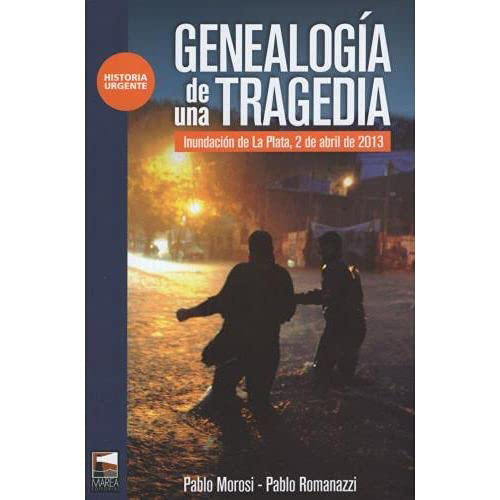 GENEALOGÍA
HISTORIA
URGENTE
de
una
TRAGEDIA
Inundación de La Plata, 2 de abril de 2013
Pablo Morosi - Pablo Romanazzi
MAREA